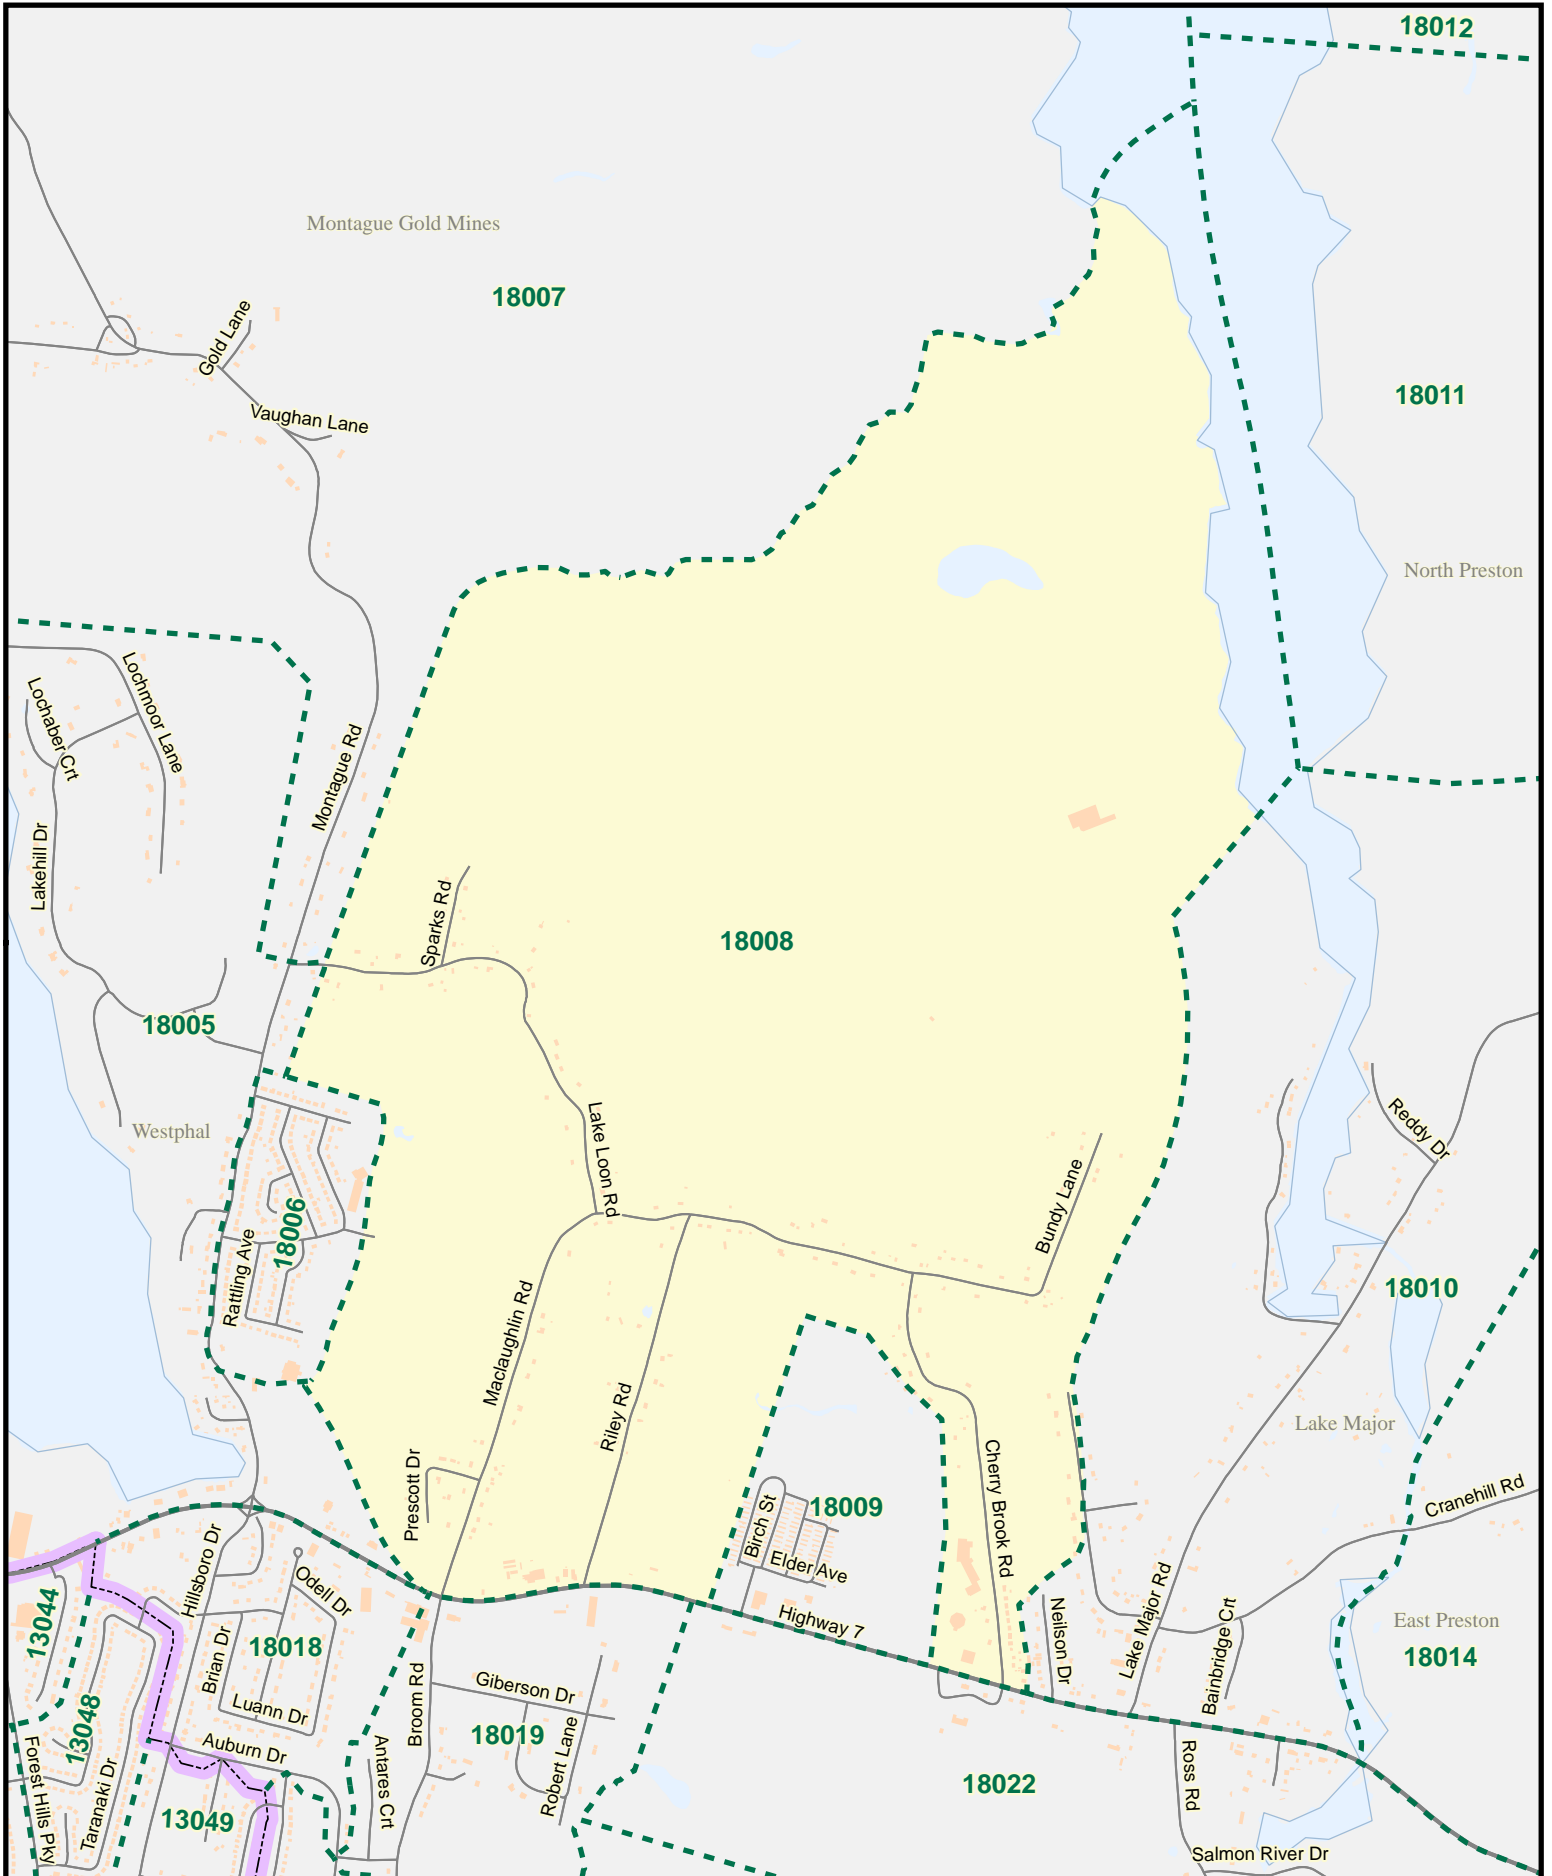 18012
Montague Gold Mines
18007
Gold Lane
Vaughan Lane
18011
North Preston
Lochmoor Lane
Lochaber Crt
Montague Rd
Lakehill Dr
Sparks Rd
18008
18005
Westphal
Lake Loon Rd
Reddy Dr
Bundy Lane
18006
Rattling Ave
18010
Maclaughlin Rd
Riley Rd
Lake Major
Prescott Dr
Cherry Brook Rd
Cranehill Rd
Birch St
18009
Elder Ave
Hillsboro Dr
Odell Dr
Highway 7
Neilson Dr
Lake Major Rd
Bainbridge Crt
East Preston
18014
13044
18018
Brian Dr
Luann Dr
Broom Rd
Giberson Dr
18019
Robert Lane
13048
Auburn Dr
Antares Crt
Forest Hills Pky
Taranaki Dr
13049
18022
Ross Rd
Salmon River Dr